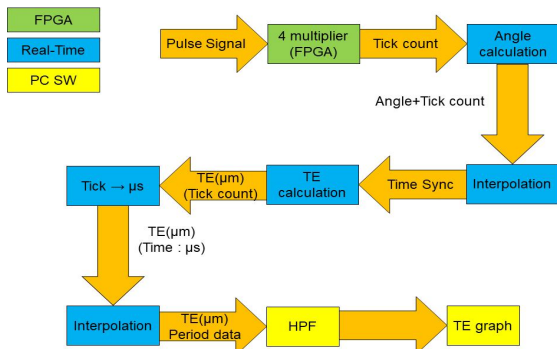 FPGA
Real-Time
PC SW
Pulse Signal
4 multiplier
(FPGA)
Tick count
Angle
calculation
Angle+Tick count
Interpolation
Time Sync
TE
calculation
TE(µm)
(Tick count)
Tick → µs
TE(µm)
(Time : µs)
Interpolation
TE(µm)
Period data
HPF
TE graph